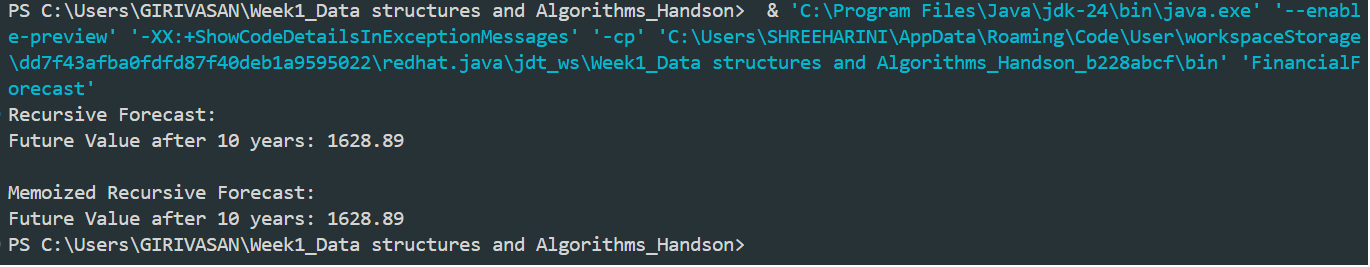 PS C:\Users\GIRIVASAN\Week1_Data structures and Algorithms_Handson>  & 'C:\Program Files\Java\jdk-24\bin\java.exe' '--enabl
e-preview' '-XX:+ShowCodeDetailsInExceptionMessages' '-cp' 'C:\Users\SHREEHARINI\AppData\Roaming\Code\User\workspaceStorage
\dd7f43afba0fdfd87f40deb1a9595022\redhat.java\jdt_ws\Week1_Data structures and Algorithms_Handson_b228abcf\bin' 'FinancialF
orecast'
Recursive Forecast:
Future Value after 10 years: 1628.89

Memoized Recursive Forecast:
Future Value after 10 years: 1628.89
PS C:\Users\GIRIVASAN\Week1_Data structures and Algorithms_Handson>